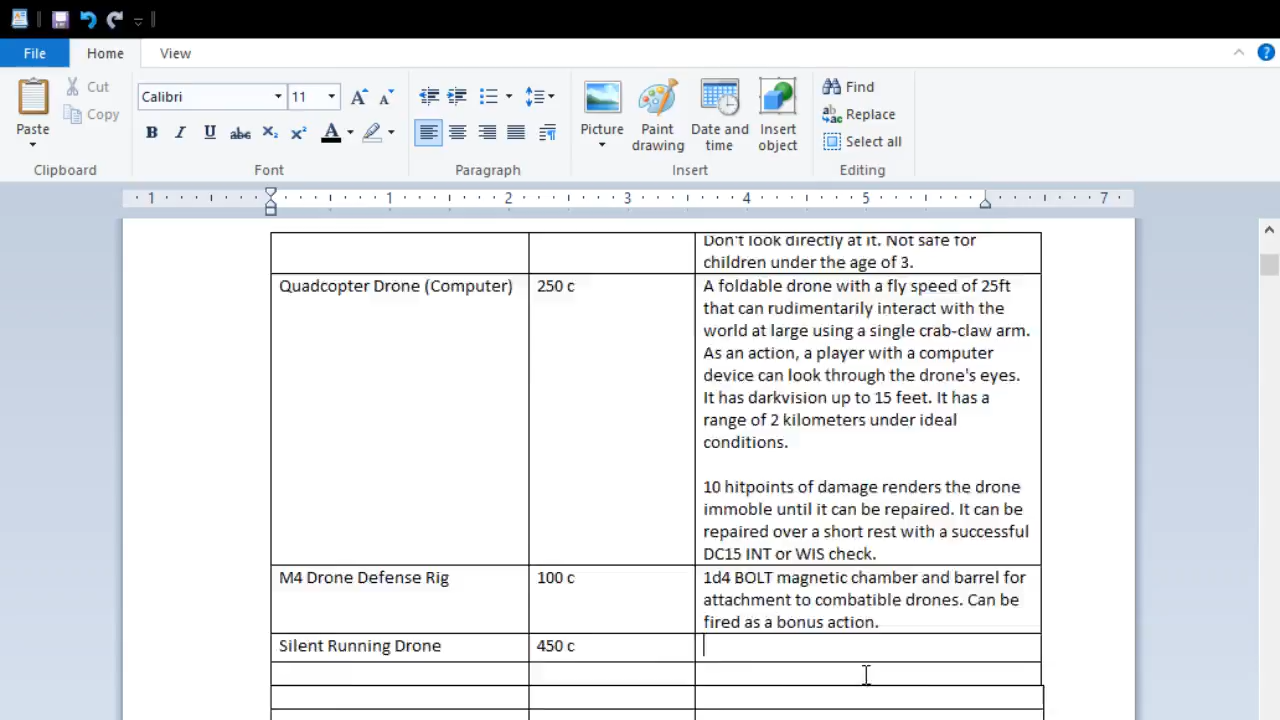 File Home View
Paste
Cut
Copy
Clipboard
Calibri 11
B I U abc X₂ X² A
Font
Paragraph
Picture
Paint drawing
Date and time
Insert object
Insert
Find
Replace
Select all
Editing
1 1 2 3 4 5 7
Don't look directly at it. Not safe for
children under the age of 3.
Quadcopter Drone (Computer) 250 c A foldable drone with a fly speed of 25ft
that can rudimentarily interact with the
world at large using a single crab-claw arm.
As an action, a player with a computer
device can look through the drone's eyes.
It has darkvision up to 15 feet. It has a
range of 2 kilometers under ideal
conditions.
10 hitpoints of damage renders the drone
immoble until it can be repaired. It can be
repaired over a short rest with a successful
DC15 INT or WIS check.
M4 Drone Defense Rig 100 c 1d4 BOLT magnetic chamber and barrel for
attachment to combatible drones. Can be
fired as a bonus action.
Silent Running Drone 450 c